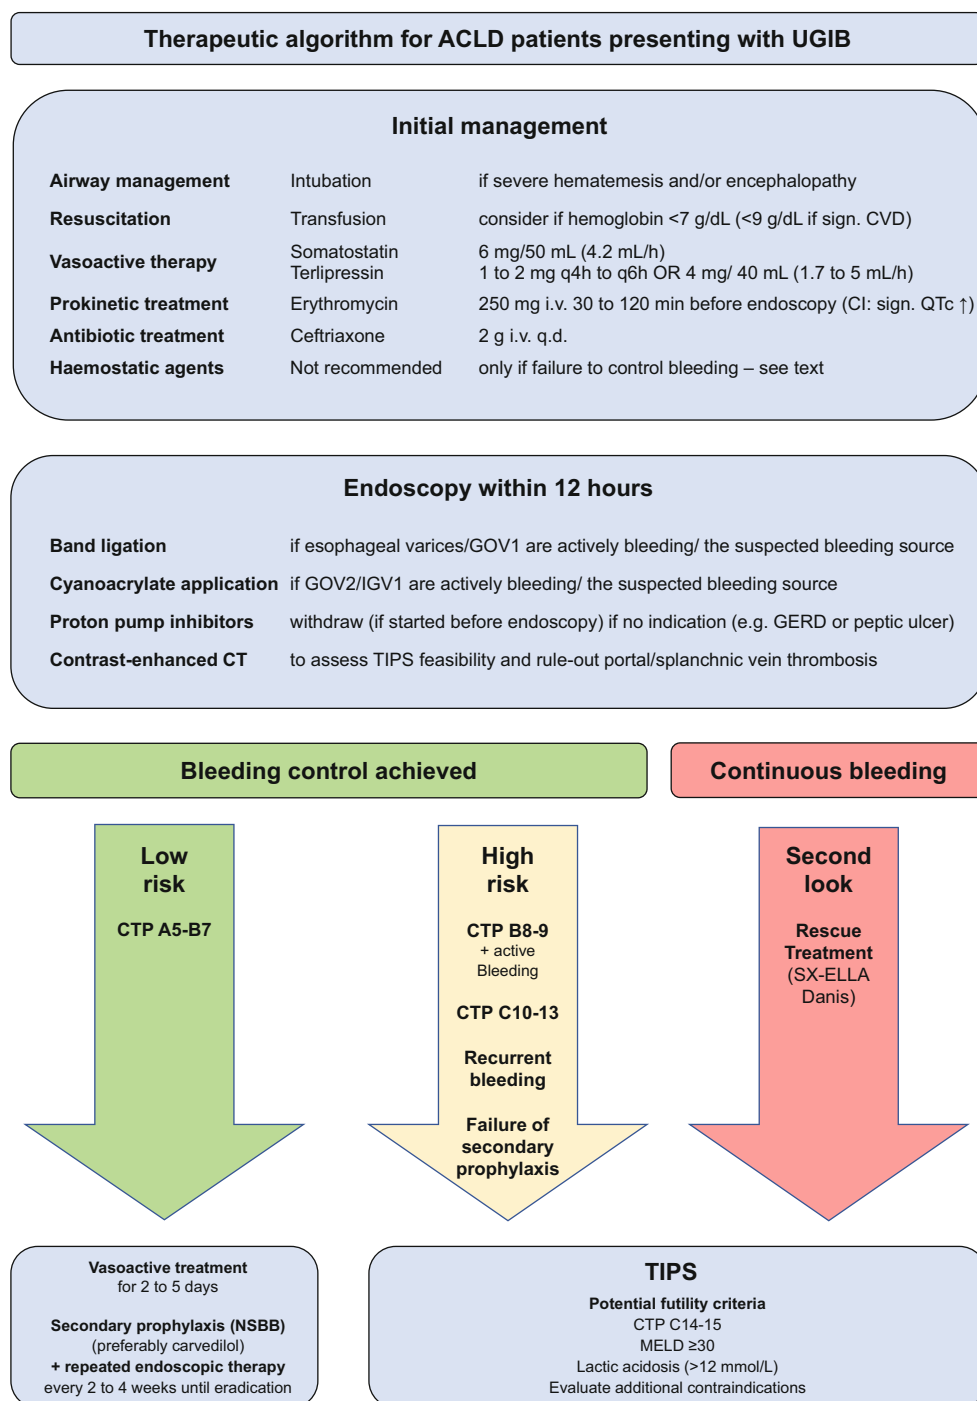 Therapeutic algorithm for ACLD patients presenting with UGIB
Initial management
Airway management Intubation if severe hematemesis and/or encephalopathy
Resuscitation Transfusion consider if hemoglobin <7 g/dL (<9 g/dL if sign. CVD)
Vasoactive therapy Somatostatin 6 mg/50 mL (4.2 mL/h)
Terlipressin 1 to 2 mg q4h to q6h OR 4 mg/ 40 mL (1.7 to 5 mL/h)
Prokinetic treatment Erythromycin 250 mg i.v. 30 to 120 min before endoscopy (CI: sign. QTc ↑)
Antibiotic treatment Ceftriaxone 2 g i.v. q.d.
Haemostatic agents Not recommended only if failure to control bleeding – see text
Endoscopy within 12 hours
Band ligation if esophageal varices/GOV1 are actively bleeding/ the suspected bleeding source
Cyanoacrylate application if GOV2/IGV1 are actively bleeding/ the suspected bleeding source
Proton pump inhibitors withdraw (if started before endoscopy) if no indication (e.g. GERD or peptic ulcer)
Contrast-enhanced CT to assess TIPS feasibility and rule-out portal/splanchnic vein thrombosis
Bleeding control achieved
Continuous bleeding
Low
risk
CTP A5-B7
High
risk
CTP B8-9
+ active
Bleeding
CTP C10-13
Recurrent
bleeding
Failure of
secondary
prophylaxis
Second
look
Rescue
Treatment
(SX-ELLA
Danis)
Vasoactive treatment
for 2 to 5 days
Secondary prophylaxis (NSBB)
(preferably carvedilol)
+ repeated endoscopic therapy
every 2 to 4 weeks until eradication
TIPS
Potential futility criteria
CTP C14-15
MELD ≥30
Lactic acidosis (>12 mmol/L)
Evaluate additional contraindications